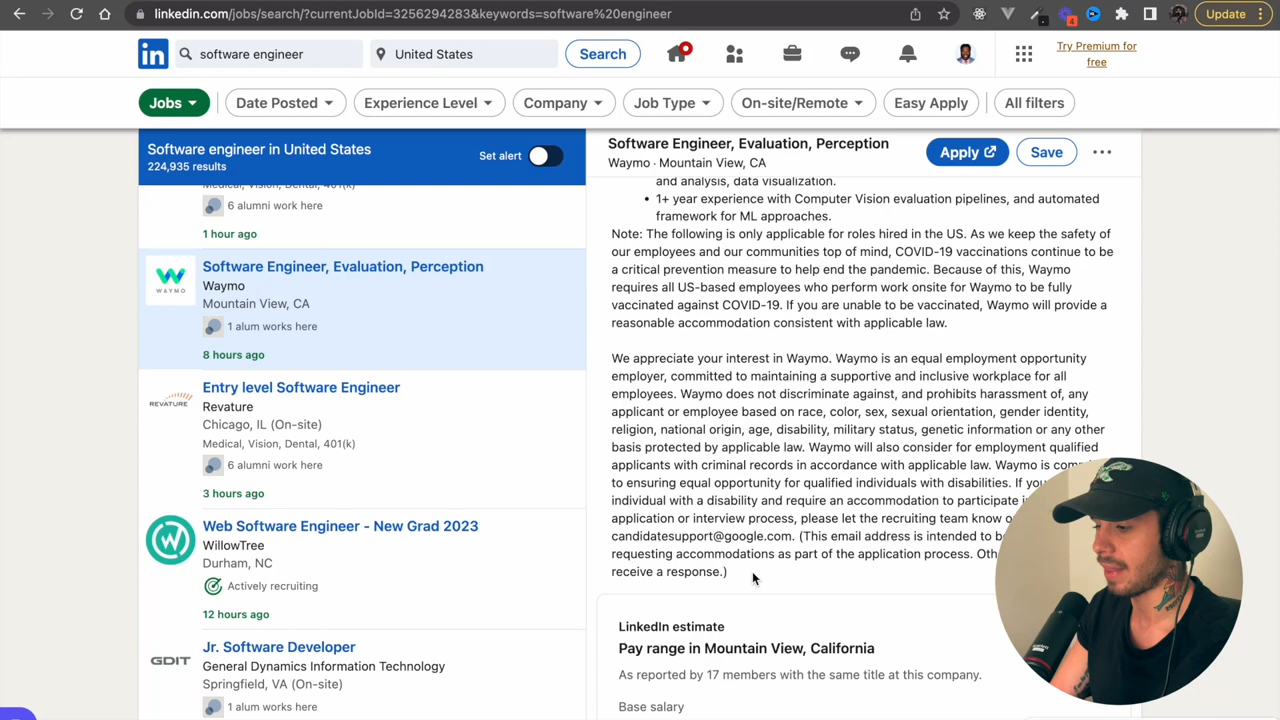 linkedin.com/jobs/search/?currentJobId=3256294283&keywords=software%20engineer
4
Update
in
software engineer
United States
Search
Try Premium for
free
Jobs
Date Posted
Experience Level
Company
Job Type
On-site/Remote
Easy Apply
All filters
Software engineer in United States
224,935 results
Set alert
Medical, Vision, Dental, 401(k)
6 alumni work here
1 hour ago
WAYMO
Software Engineer, Evaluation, Perception
Waymo
Mountain View, CA
1 alum works here
8 hours ago
REVATURE
Entry level Software Engineer
Revature
Chicago, IL (On-site)
Medical, Vision, Dental, 401(k)
6 alumni work here
3 hours ago
Web Software Engineer - New Grad 2023
WillowTree
Durham, NC
Actively recruiting
12 hours ago
GDIT
Jr. Software Developer
General Dynamics Information Technology
Springfield, VA (On-site)
1 alum works here
Software Engineer, Evaluation, Perception
Waymo · Mountain View, CA
Apply
Save
and analysis, data visualization.
• 1+ year experience with Computer Vision evaluation pipelines, and automated
framework for ML approaches.
Note: The following is only applicable for roles hired in the US. As we keep the safety of
our employees and our communities top of mind, COVID-19 vaccinations continue to be
a critical prevention measure to help end the pandemic. Because of this, Waymo
requires all US-based employees who perform work onsite for Waymo to be fully
vaccinated against COVID-19. If you are unable to be vaccinated, Waymo will provide a
reasonable accommodation consistent with applicable law.
We appreciate your interest in Waymo. Waymo is an equal employment opportunity
employer, committed to maintaining a supportive and inclusive workplace for all
employees. Waymo does not discriminate against, and prohibits harassment of, any
applicant or employee based on race, color, sex, sexual orientation, gender identity,
religion, national origin, age, disability, military status, genetic information or any other
basis protected by applicable law. Waymo will also consider for employment qualified
applicants with criminal records in accordance with applicable law. Waymo is
to ensuring equal opportunity for qualified individuals with disabilities. If you
individual with a disability and require an accommodation to participate
application or interview process, please let the recruiting team know
candidatesupport@google.com. (This email address is intended to
requesting accommodations as part of the application process.
receive a response.)
LinkedIn estimate
Pay range in Mountain View, California
As reported by 17 members with the same title at this company.
Base salary